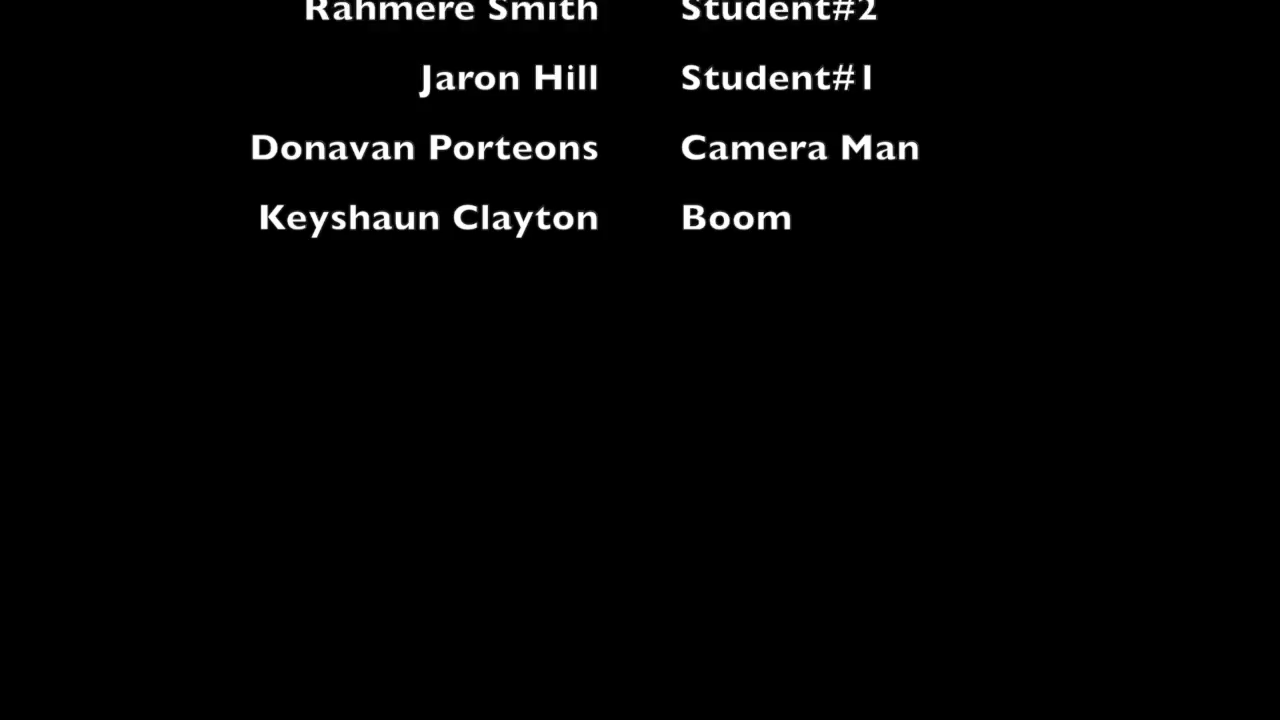 Rahmere Smith Student#2
Jaron Hill Student#1
Donavan Porteons Camera Man
Keyshaun Clayton Boom